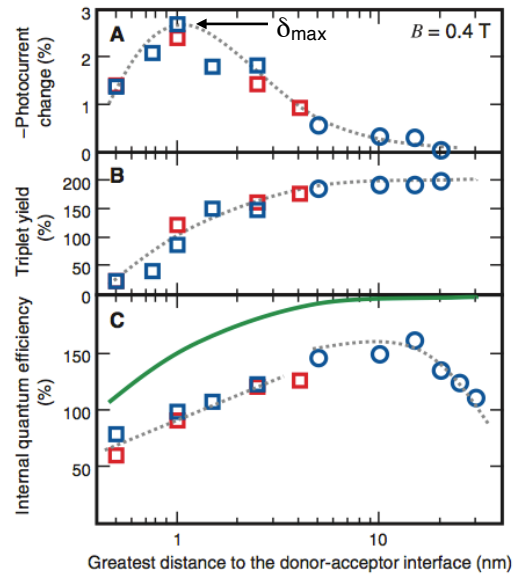 A
δmax
B = 0.4 T
–Photocurrent
change (%)
3
2
1
0
B
Triplet yield
(%)
200
150
100
50
0
C
Internal quantum efficiency
(%)
150
100
50
1
10
Greatest distance to the donor-acceptor interface (nm)